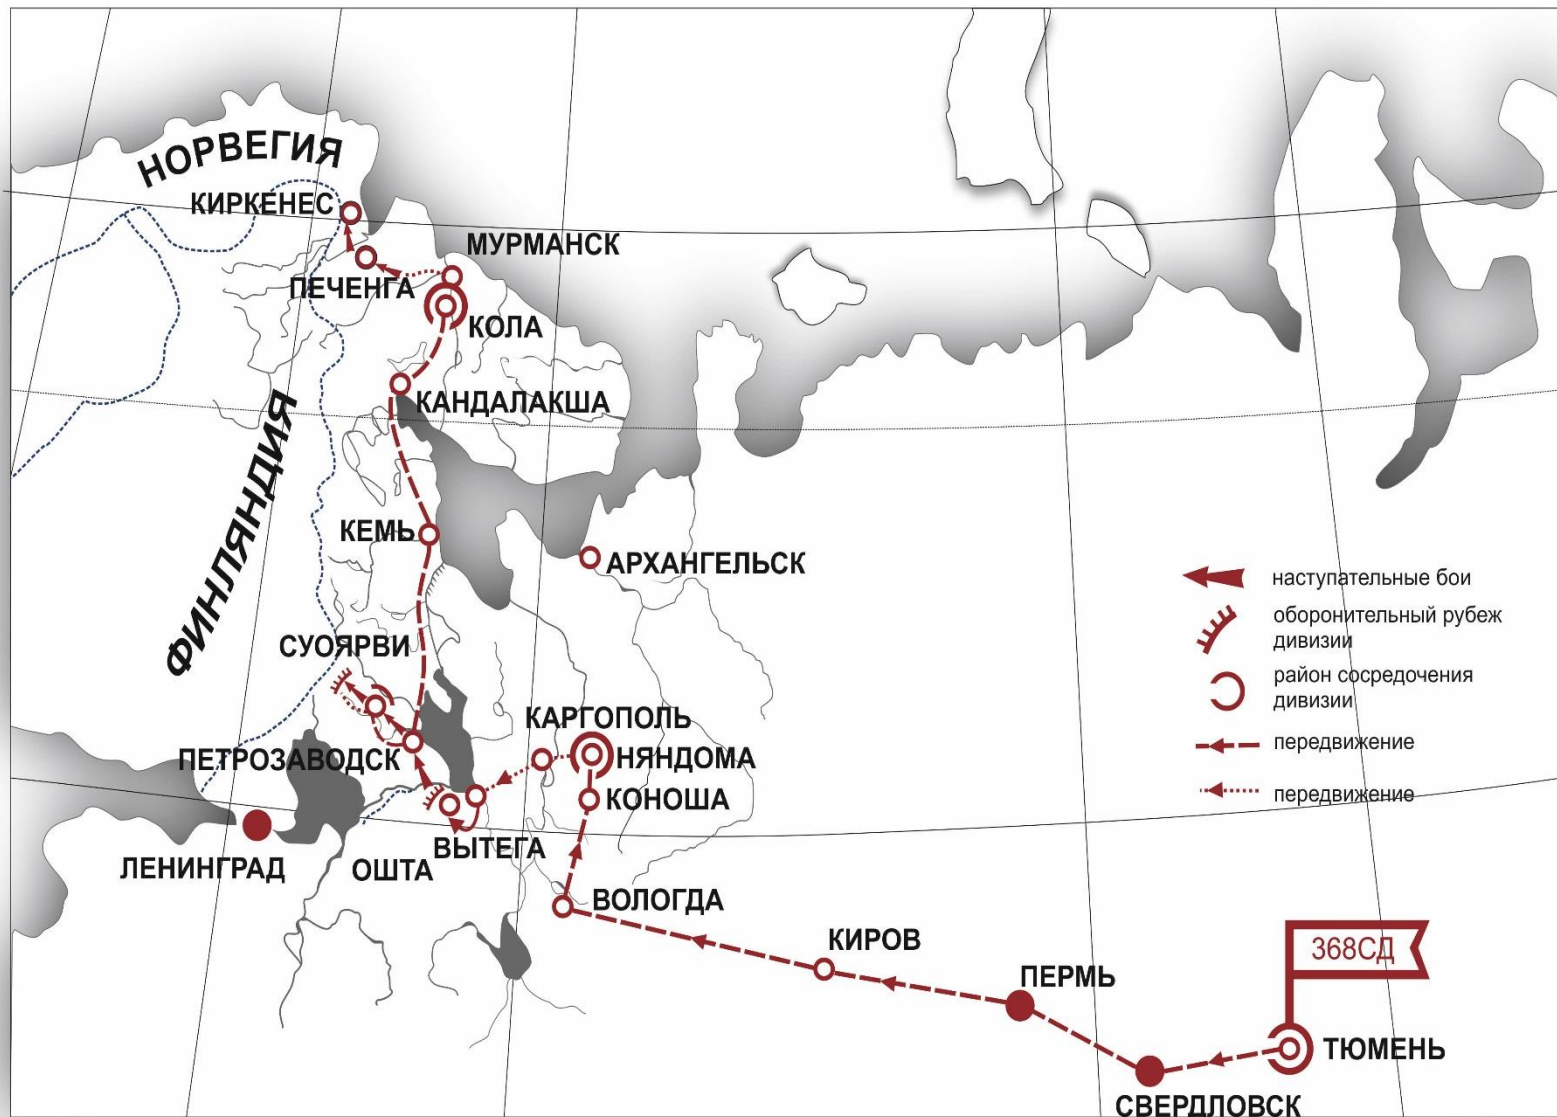 НОРВЕГИЯ
КИРКЕНЕС
МУРМАНСК
ПЕЧЕНГА
КОЛА
КАНДАЛАКША
ФИНЛЯНДИЯ
КЕМЬ
АРХАНГЕЛЬСК
СУОЯРВИ
КАРГОПОЛЬ
ПЕТРОЗАВОДСК
НЯНДОМА
КОНОША
ВЫТЕГА
ЛЕНИНГРАД
ОШТА
ВОЛОГДА
КИРОВ
ПЕРМЬ
368СД
ТЮМЕНЬ
СВЕРДЛОВСК
наступательные бои
оборонительный рубеж
дивизии
район сосредочения
дивизии
передвижение
передвижение